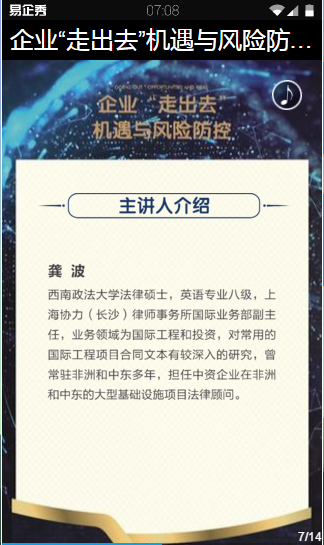 易企秀
07:08
企业“走出去”机遇与风险防…
企业 “走出去”
机遇与风险防控
主讲人介绍
龚 波
西南政法大学法律硕士，英语专业八级，上
海协力（长沙）律师事务所国际业务部副主
任，业务领域为国际工程和投资，对常用的
国际工程项目合同文本有较深入的研究，曾
常驻非洲和中东多年，担任中资企业在非洲
和中东的大型基础设施项目法律顾问。
7/14